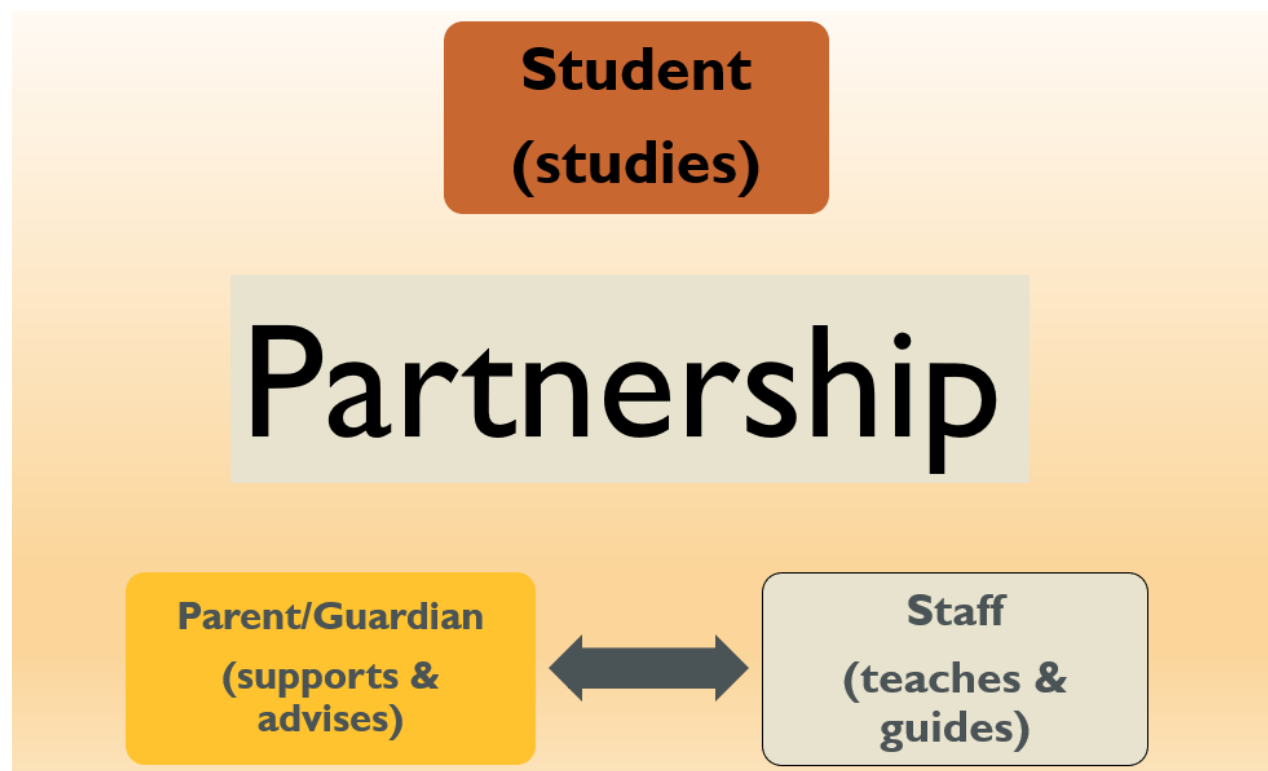 Student
(studies)
Partnership
Parent/Guardian
(supports &
advises)
Staff
(teaches &
guides)